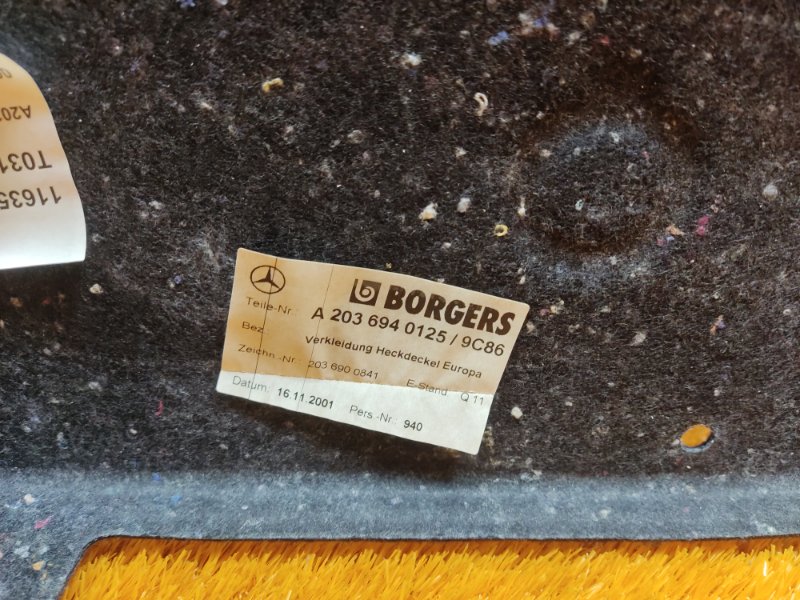 BORGERS
Teile-Nr A 203 694 0125 / 9C86
Bez. Verkleidung Heckdeckel Europa
Zeichn.-Nr.: 203 690 0841 E-Stand Q 11
Datum 16.11.2001 Pers-Nr.: 940
11635
T031
A20